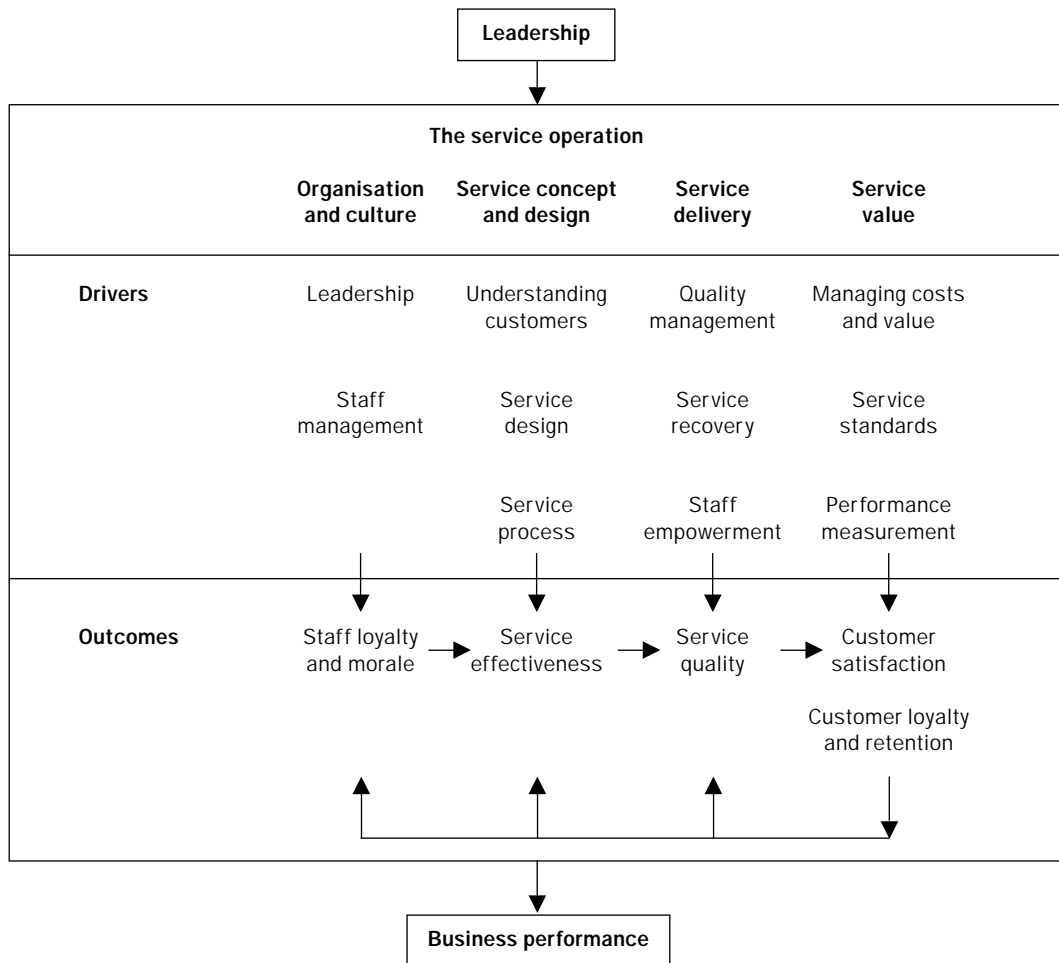 Leadership
The service operation
Organisation
and culture
Service concept
and design
Service
delivery
Service
value
Drivers
Leadership
Understanding
customers
Quality
management
Managing costs
and value
Staff
management
Service
design
Service
recovery
Service
standards
Service
process
Staff
empowerment
Performance
measurement
Outcomes
Staff loyalty
and morale
Service
effectiveness
Service
quality
Customer
satisfaction
Customer loyalty
and retention
Business performance